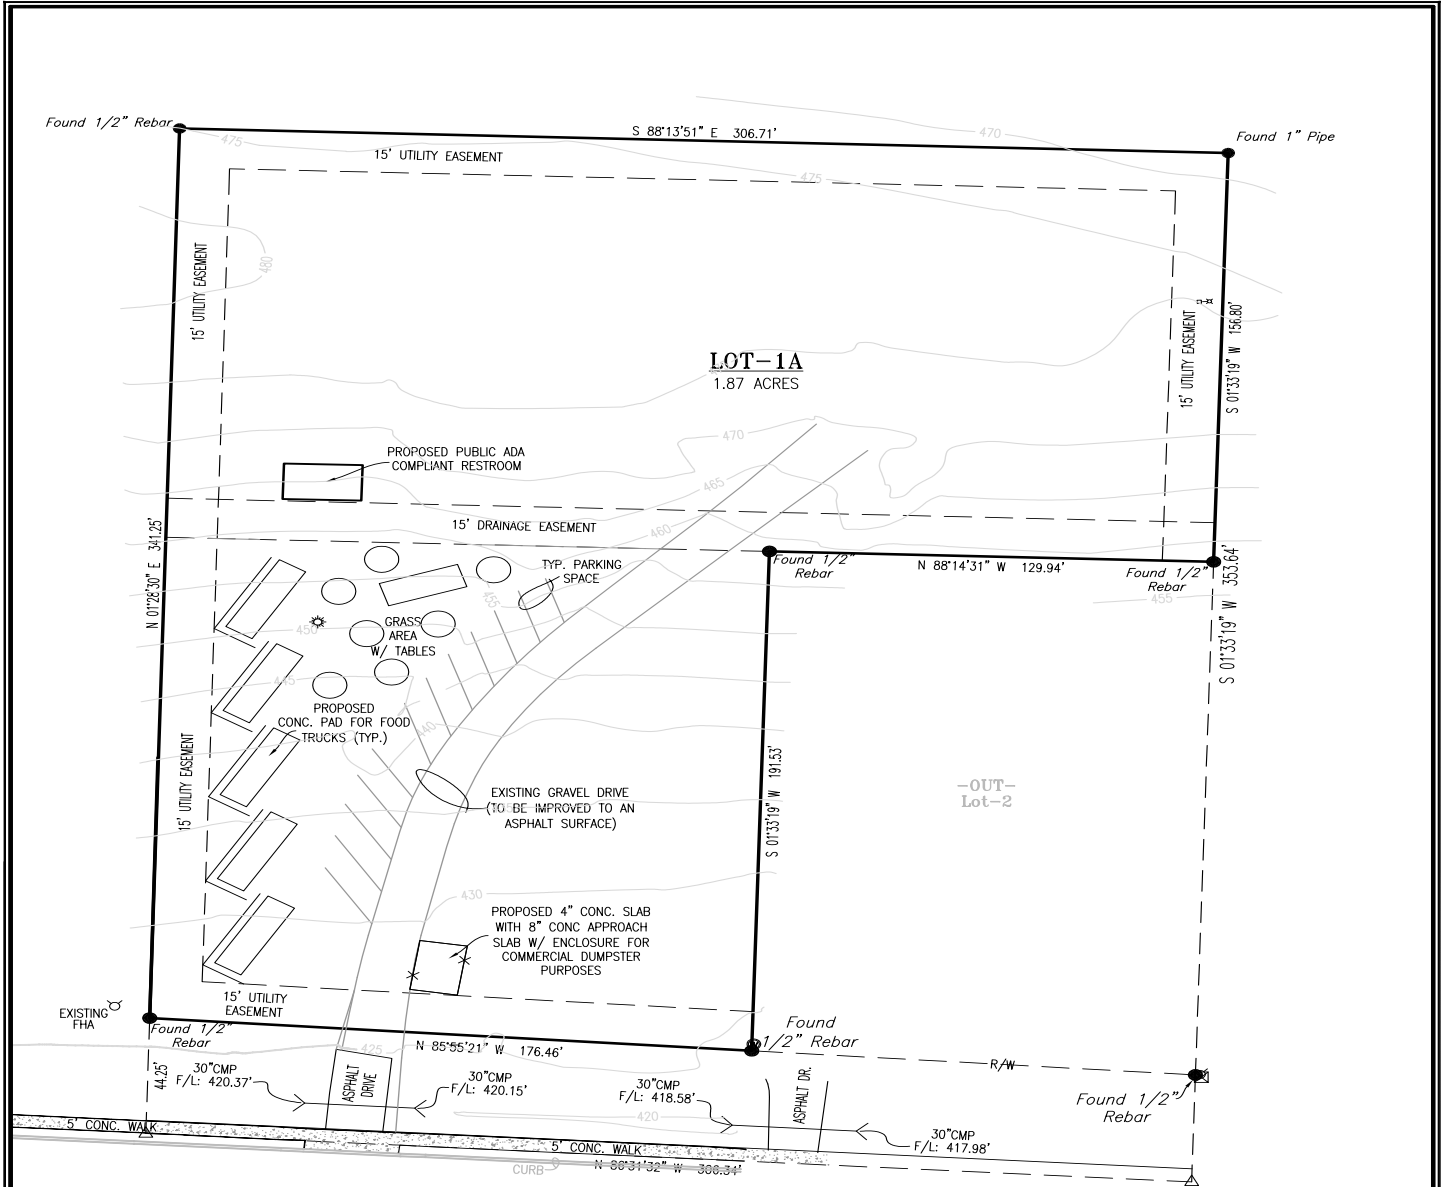 Found 1/2" Rebar
S 88°13'51" E 306.71'
470
Found 1" Pipe
475
15' UTILITY EASEMENT
475
480
15' UTILITY EASEMENT
15' UTILITY EASEMENT
S 01°33'19" W 156.80'
LOT-1A
1.87 ACRES
470
PROPOSED PUBLIC ADA
COMPLIANT RESTROOM
465
15' DRAINAGE EASEMENT
460
N 01°28'30" E 341.25'
TYP. PARKING
SPACE
Found 1/2"
Rebar
N 88°14'31" W 129.94'
Found 1/2"
Rebar
S 01°33'19" W 353.64'
455
455
450
GRASS
AREA
W/ TABLES
445
PROPOSED
CONC. PAD FOR FOOD
TRUCKS (TYP.)
440
15' UTILITY EASEMENT
S 01°33'19" W 191.53'
EXISTING GRAVEL DRIVE
(TO BE IMPROVED TO AN
ASPHALT SURFACE)
-OUT-
Lot-2
430
PROPOSED 4" CONC. SLAB
WITH 8" CONC APPROACH
SLAB W/ ENCLOSURE FOR
COMMERCIAL DUMPSTER
PURPOSES
15' UTILITY
EASEMENT
EXISTING
FHA
Found 1/2"
Rebar
425
N 85°55'21" W 176.46'
Found
1/2" Rebar
R/W
44.25'
30"CMP
F/L: 420.37'
ASPHALT
DRIVE
30"CMP
F/L: 420.15'
30"CMP
F/L: 418.58'
ASPHALT DR.
Found 1/2"
Rebar
420
5' CONC. WALK
5' CONC. WALK
30"CMP
F/L: 417.98'
CURB
N 86°31'32" W 306.34'